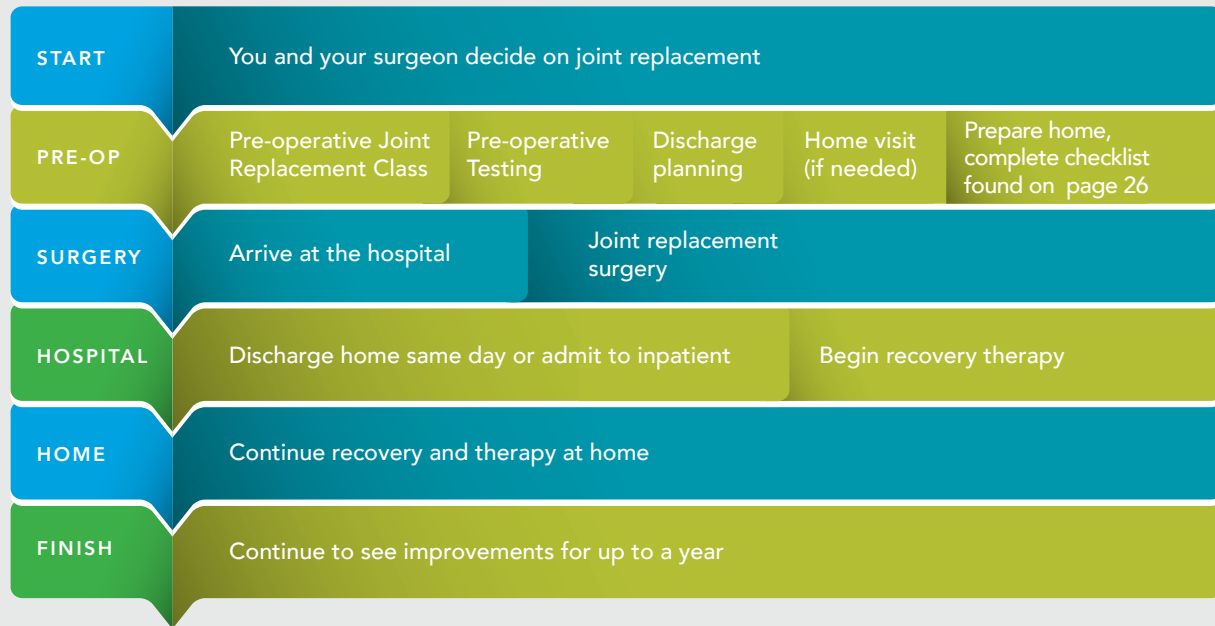 START
You and your surgeon decide on joint replacement
PRE-OP
Pre-operative Joint
Replacement Class
Pre-operative
Testing
Discharge
planning
Home visit
(if needed)
Prepare home,
complete checklist
found on page 26
SURGERY
Arrive at the hospital
Joint replacement
surgery
HOSPITAL
Discharge home same day or admit to inpatient
Begin recovery therapy
HOME
Continue recovery and therapy at home
FINISH
Continue to see improvements for up to a year